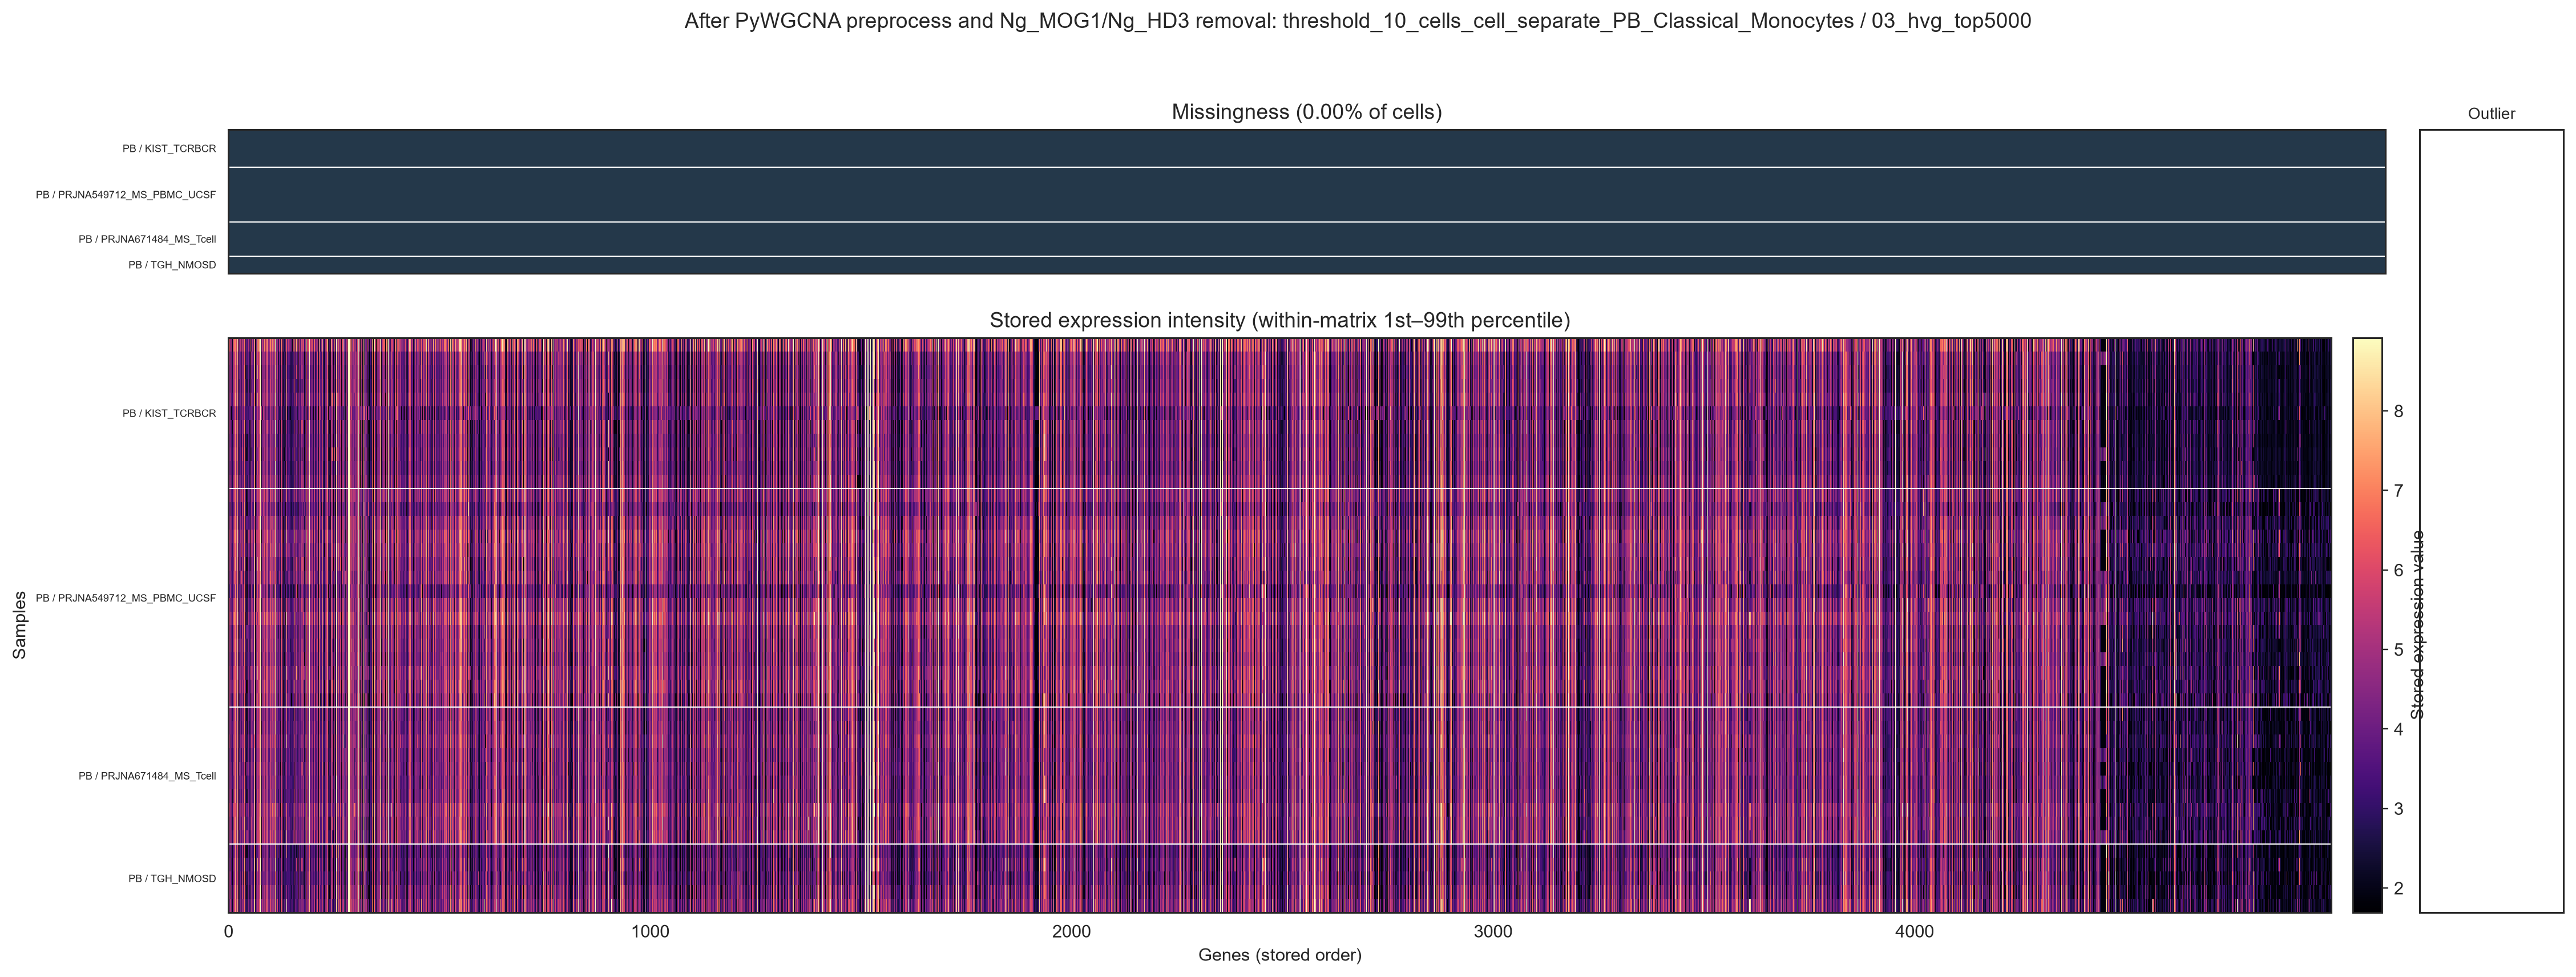 After PyWGCNA preprocess and Ng_MOG1/Ng_HD3 removal: threshold_10_cells_cell_separate_PB_Classical_Monocytes / 03_hvg_top5000
Missingness (0.00% of cells)
Outlier
PB / KIST_TCRBCR
PB / PRJNA549712_MS_PBMC_UCSF
PB / PRJNA671484_MS_Tcell
PB / TGH_NMOSD
Stored expression intensity (within-matrix 1st–99th percentile)
Samples
PB / KIST_TCRBCR
PB / PRJNA549712_MS_PBMC_UCSF
PB / PRJNA671484_MS_Tcell
PB / TGH_NMOSD
8
7
6
5
4
3
2
Stored expression value
0
1000
2000
3000
4000
Genes (stored order)